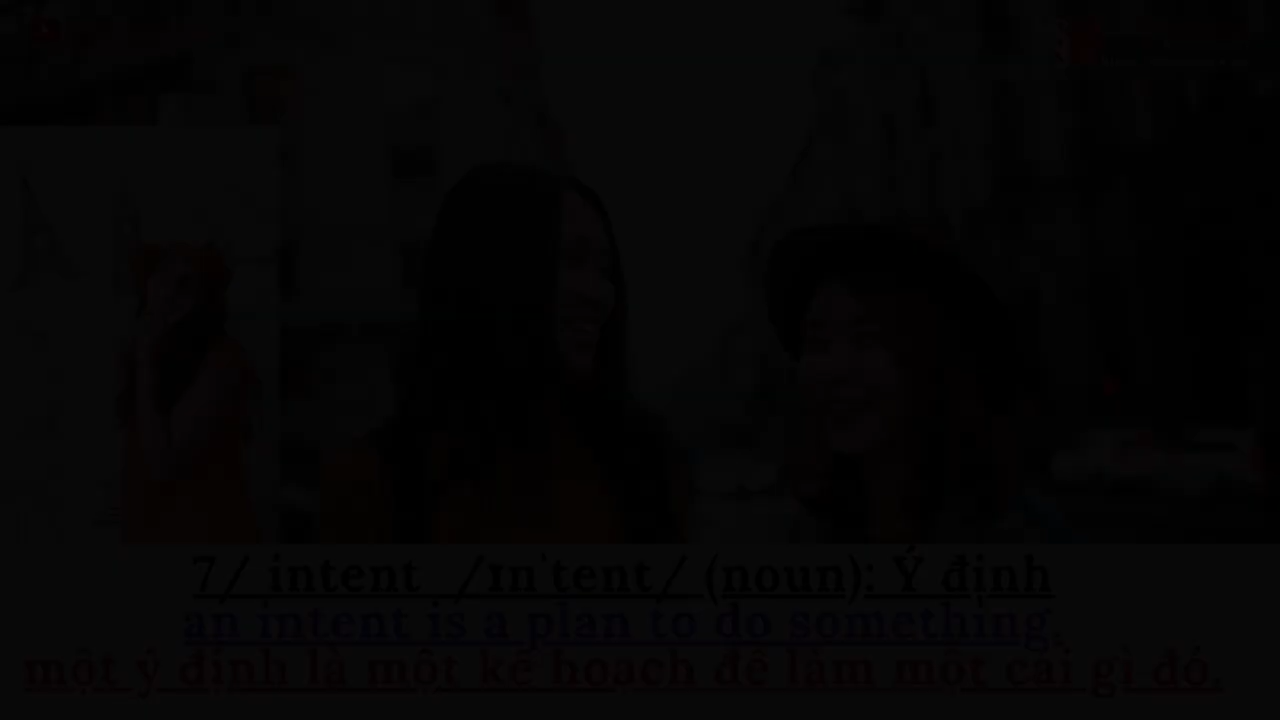 7/ intent /ɪnˈtent/ (noun): Ý định
an intent is a plan to do something.
một ý định là một kế hoạch để làm một cái gì đó.